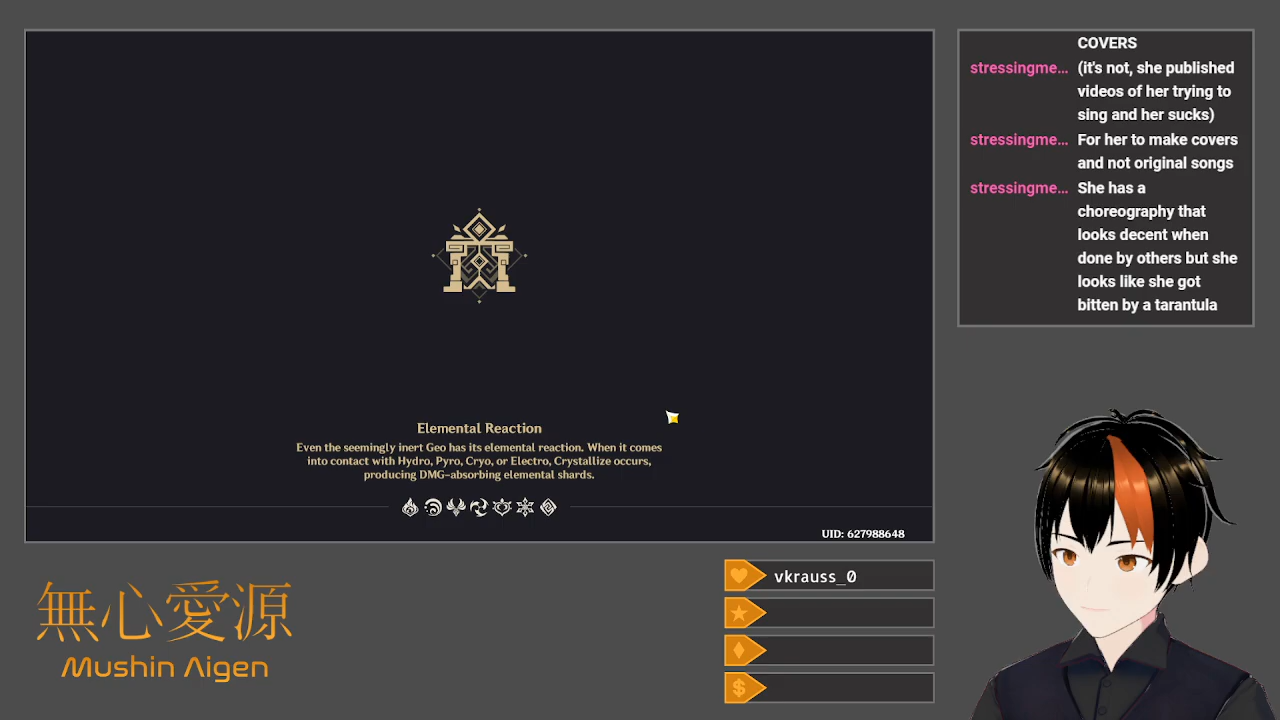 COVERS
stressingme... (it's not, she published
videos of her trying to
sing and her sucks)
stressingme... For her to make covers
and not original songs
stressingme... She has a
choreography that
looks decent when
done by others but she
looks like she got
bitten by a tarantula
Elemental Reaction
Even the seemingly inert Geo has its elemental reaction. When it comes
into contact with Hydro, Pyro, Cryo, or Electro, Crystallize occurs,
producing DMG-absorbing elemental shards.
UID: 627988648
vkrauss_0
無心愛源
Mushin Aigen